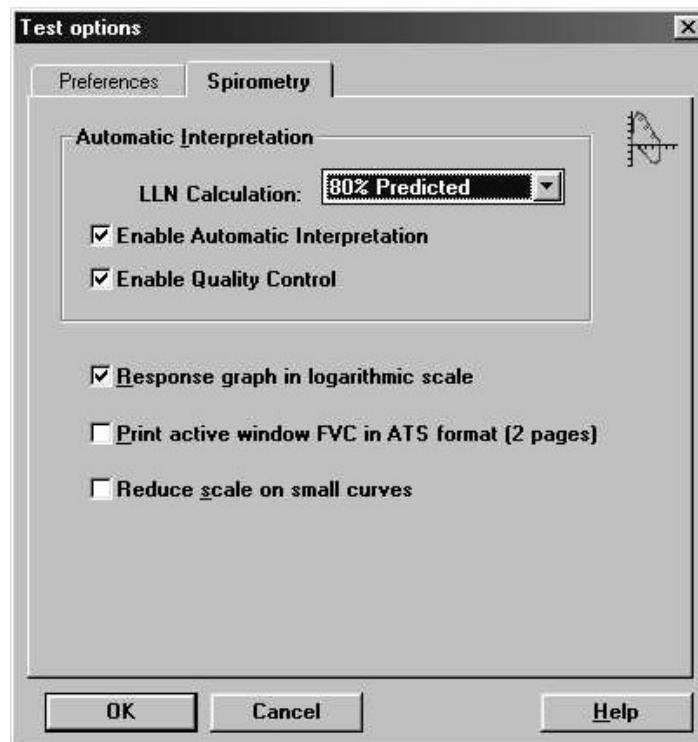 Test options
Preferences
Spirometry
Automatic Interpretation
LLN Calculation: 80% Predicted
Enable Automatic Interpretation
Enable Quality Control
Response graph in logarithmic scale
Print active window FVC in ATS format (2 pages)
Reduce scale on small curves
OK Cancel Help